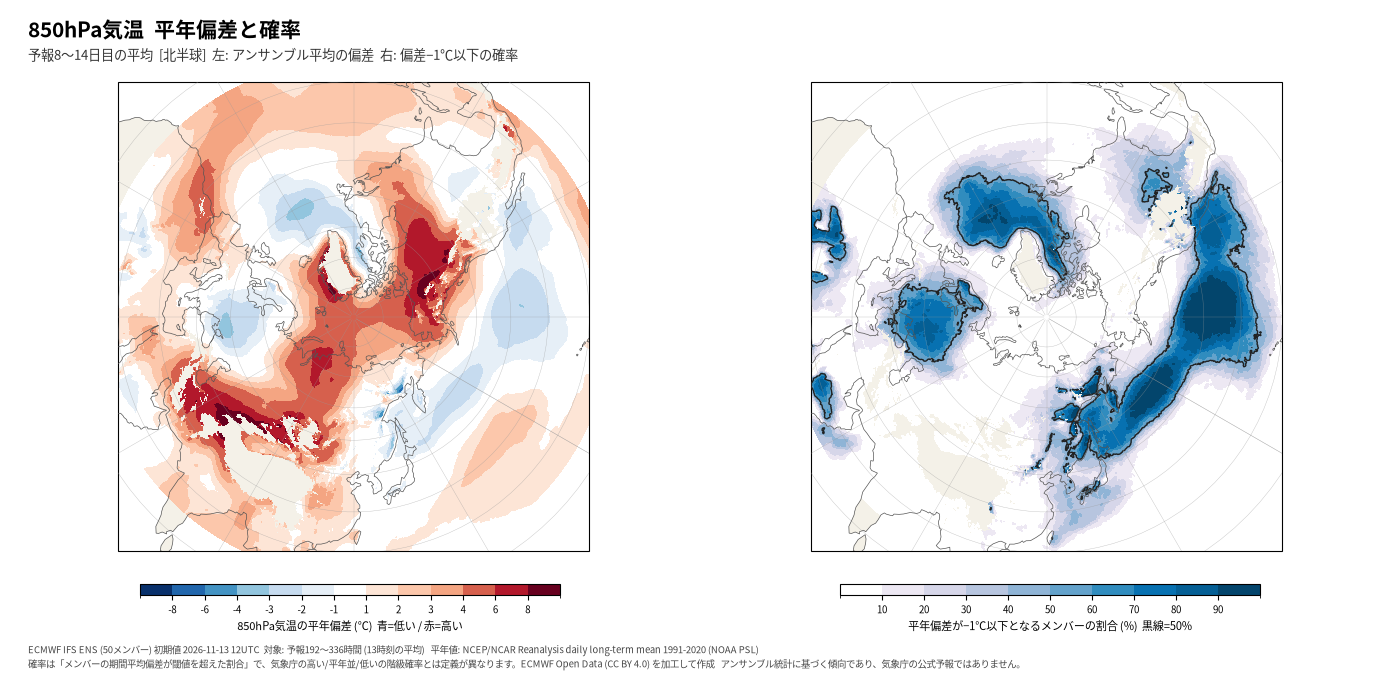 850hPa気温 平年偏差と確率
予報8～14日目の平均 [北半球] 左: アンサンブル平均の偏差 右: 偏差−1℃以下の確率
-8 -6 -4 -3 -2 -1 1 2 3 4 6 8
850hPa気温の平年偏差 (℃) 青=低い / 赤=高い
10 20 30 40 50 60 70 80 90
平年偏差が−1℃以下となるメンバーの割合 (%) 黒線=50%
ECMWF IFS ENS (50メンバー) 初期値 2026-11-13 12UTC 対象: 予報192～336時間 (13時刻の平均) 平年値: NCEP/NCAR Reanalysis daily long-term mean 1991-2020 (NOAA PSL)
確率は「メンバーの期間平均偏差が閾値を超えた割合」で、気象庁の高い/平年並/低いの階級確率とは定義が異なります。ECMWF Open Data (CC BY 4.0) を加工して作成 アンサンブル統計に基づく傾向であり、気象庁の公式予報ではありません。